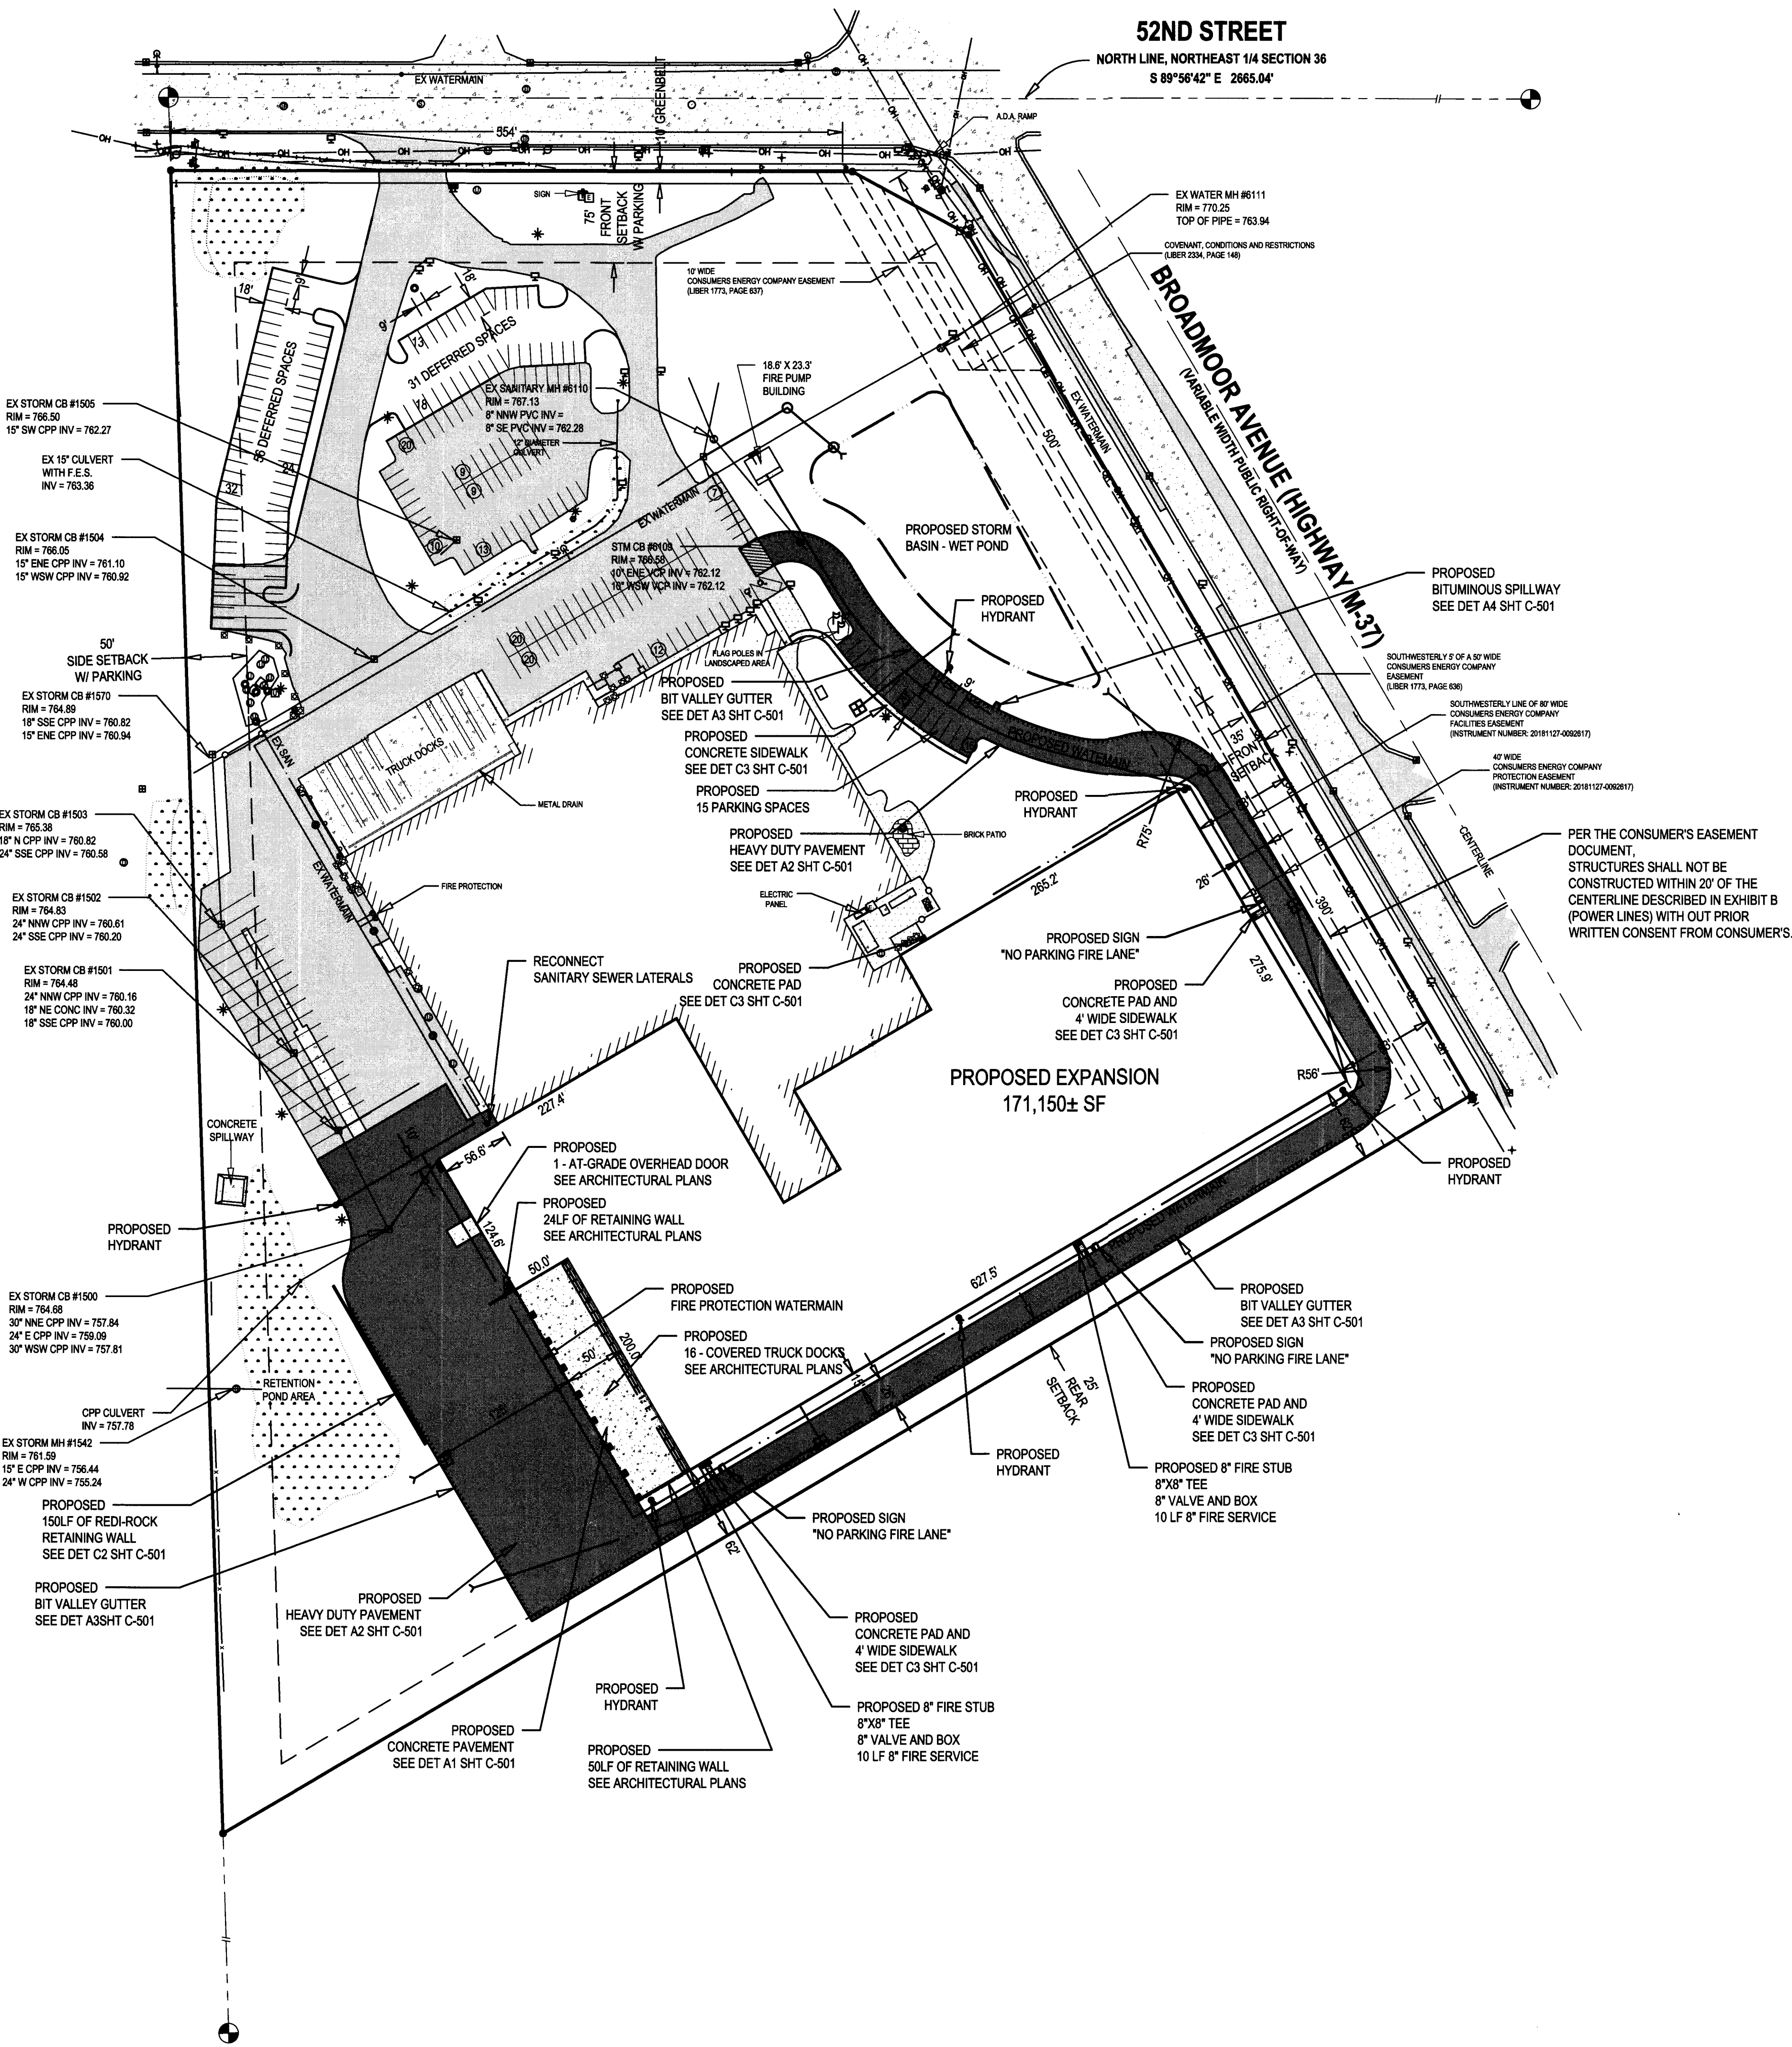 52ND STREET
NORTH LINE, NORTHEAST 1/4 SECTION 36
S 89°56'42" E 2665.04'
EX WATERMAIN
10' GREENBELT
554'
A.D.A. RAMP
OH
OH
OH
OH
OH
OH
OH
SIGN
75'
FRONT
SETBACK
W/ PARKING
EX WATER MH #6111
RIM = 770.25
TOP OF PIPE = 763.94
COVENANT, CONDITIONS AND RESTRICTIONS
(LIBER 2334, PAGE 148)
10' WIDE
CONSUMERS ENERGY COMPANY EASEMENT
(LIBER 1773, PAGE 637)
BROADMOOR AVENUE (HIGHWAY M-37)
(VARIABLE WIDTH PUBLIC RIGHT-OF-WAY)
18'
9'
18'
9'
13
31 DEFERRED SPACES
18
56 DEFERRED SPACES
24
32
18.6' X 23.3'
FIRE PUMP
BUILDING
EX SANITARY MH #6110
RIM = 767.13
8" NNW PVC INV =
8" SE PVC INV = 762.28
12" DIAMETER
CULVERT
EX STORM CB #1505
RIM = 766.50
15" SW CPP INV = 762.27
EX 15" CULVERT
WITH F.E.S.
INV = 763.36
20
9
9
10
13
7
EX WATERMAIN
EX WATERMAIN
500'
EX STORM CB #1504
RIM = 766.05
15" ENE CPP INV = 761.10
15" WSW CPP INV = 760.92
STM CB #6109
RIM = 766.58
10" ENE VCP INV = 762.12
16" WSW VCP INV = 762.12
PROPOSED STORM
BASIN - WET POND
PROPOSED
HYDRANT
PROPOSED
BITUMINOUS SPILLWAY
SEE DET A4 SHT C-501
50'
SIDE SETBACK
W/ PARKING
20
20
12
FLAG POLES IN
LANDSCAPED AREA
SOUTHWESTERLY 5' OF A 50' WIDE
CONSUMERS ENERGY COMPANY
EASEMENT
(LIBER 1773, PAGE 636)
EX STORM CB #1570
RIM = 764.89
18" SSE CPP INV = 760.82
15" ENE CPP INV = 760.94
PROPOSED
BIT VALLEY GUTTER
SEE DET A3 SHT C-501
9'
SOUTHWESTERLY LINE OF 80' WIDE
CONSUMERS ENERGY COMPANY
FACILITIES EASEMENT
(INSTRUMENT NUMBER: 20181127-0092617)
EX SAN
TRUCK DOCKS
METAL DRAIN
PROPOSED
CONCRETE SIDEWALK
SEE DET C3 SHT C-501
PROPOSED WATERMAIN
35'
FRONT
SETBACK
40' WIDE
CONSUMERS ENERGY COMPANY
PROTECTION EASEMENT
(INSTRUMENT NUMBER: 20181127-0092617)
PROPOSED
15 PARKING SPACES
PROPOSED
HYDRANT
R75'
EX STORM CB #1503
RIM = 765.38
18" N CPP INV = 760.82
24" SSE CPP INV = 760.58
PROPOSED
HEAVY DUTY PAVEMENT
SEE DET A2 SHT C-501
BRICK PATIO
CENTERLINE
PER THE CONSUMER'S EASEMENT
DOCUMENT,
STRUCTURES SHALL NOT BE
CONSTRUCTED WITHIN 20' OF THE
CENTERLINE DESCRIBED IN EXHIBIT B
(POWER LINES) WITH OUT PRIOR
WRITTEN CONSENT FROM CONSUMER'S.
EX WATERMAIN
FIRE PROTECTION
ELECTRIC
PANEL
265.2'
26'
390'
EX STORM CB #1502
RIM = 764.83
24" NNW CPP INV = 760.61
24" SSE CPP INV = 760.20
PROPOSED SIGN
"NO PARKING FIRE LANE"
275.9'
RECONNECT
SANITARY SEWER LATERALS
PROPOSED
CONCRETE PAD
SEE DET C3 SHT C-501
PROPOSED
CONCRETE PAD AND
4' WIDE SIDEWALK
SEE DET C3 SHT C-501
EX STORM CB #1501
RIM = 764.48
24" NNW CPP INV = 760.16
18" NE CONC INV = 760.32
18" SSE CPP INV = 760.00
PROPOSED EXPANSION
171,150± SF
R56'
62'
227.4'
56.6'
CONCRETE
SPILLWAY
PROPOSED
1 - AT-GRADE OVERHEAD DOOR
SEE ARCHITECTURAL PLANS
PROPOSED
HYDRANT
PROPOSED
24LF OF RETAINING WALL
SEE ARCHITECTURAL PLANS
124.6'
PROPOSED
HYDRANT
PROPOSED WATERMAIN
50.0'
627.5'
PROPOSED
FIRE PROTECTION WATERMAIN
PROPOSED
BIT VALLEY GUTTER
SEE DET A3 SHT C-501
EX STORM CB #1500
RIM = 764.68
30" NNE CPP INV = 757.84
24" E CPP INV = 759.09
30" WSW CPP INV = 757.81
200.0'
PROPOSED
16 - COVERED TRUCK DOCKS
SEE ARCHITECTURAL PLANS
PROPOSED SIGN
"NO PARKING FIRE LANE"
50'
RETENTION
POND AREA
15'
26'
25'
REAR
SETBACK
PROPOSED
CONCRETE PAD AND
4' WIDE SIDEWALK
SEE DET C3 SHT C-501
CPP CULVERT
INV = 757.78
EX STORM MH #1542
RIM = 761.59
15" E CPP INV = 756.44
24" W CPP INV = 755.24
PROPOSED
HYDRANT
PROPOSED 8" FIRE STUB
8"X8" TEE
8" VALVE AND BOX
10 LF 8" FIRE SERVICE
PROPOSED
150LF OF REDI-ROCK
RETAINING WALL
SEE DET C2 SHT C-501
PROPOSED SIGN
"NO PARKING FIRE LANE"
62'
PROPOSED
BIT VALLEY GUTTER
SEE DET A3SHT C-501
PROPOSED
HEAVY DUTY PAVEMENT
SEE DET A2 SHT C-501
PROPOSED
CONCRETE PAD AND
4' WIDE SIDEWALK
SEE DET C3 SHT C-501
PROPOSED
HYDRANT
PROPOSED 8" FIRE STUB
8"X8" TEE
8" VALVE AND BOX
10 LF 8" FIRE SERVICE
PROPOSED
CONCRETE PAVEMENT
SEE DET A1 SHT C-501
PROPOSED
50LF OF RETAINING WALL
SEE ARCHITECTURAL PLANS